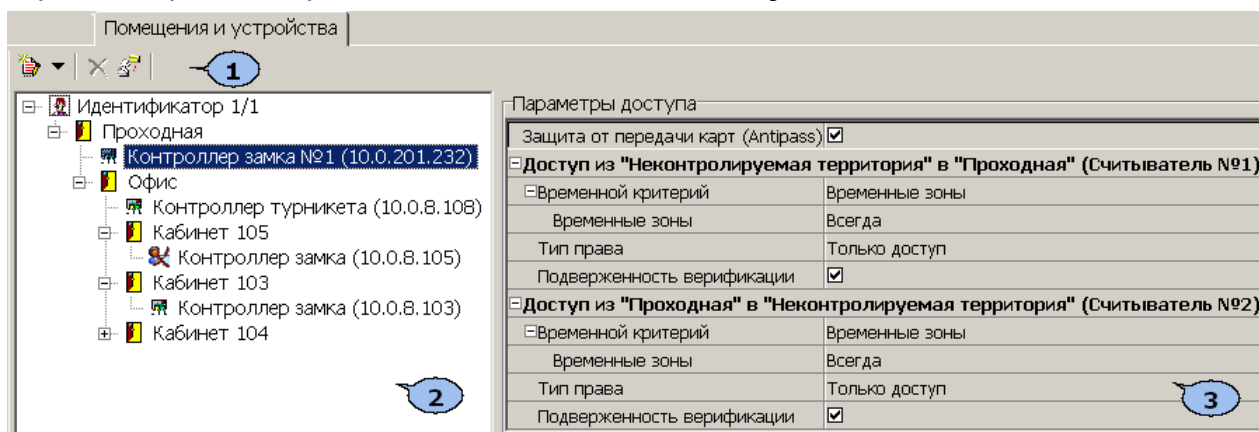 Помещения и устройства
1
Идентификатор 1/1
Проходная
Контроллер замка №1 (10.0.201.232)
Офис
Контроллер турникета (10.0.8.108)
Кабинет 105
Контроллер замка (10.0.8.105)
Кабинет 103
Контроллер замка (10.0.8.103)
Кабинет 104
2
Параметры доступа
Защита от передачи карт (Antipass)
Доступ из "Неконтролируемая территория" в "Проходная" (Считыватель №1)
Временной критерий Временные зоны
Временные зоны Всегда
Тип права Только доступ
Подверженность верификации
Доступ из "Проходная" в "Неконтролируемая территория" (Считыватель №2)
Временной критерий Временные зоны
Временные зоны Всегда
Тип права Только доступ
Подверженность верификации
3